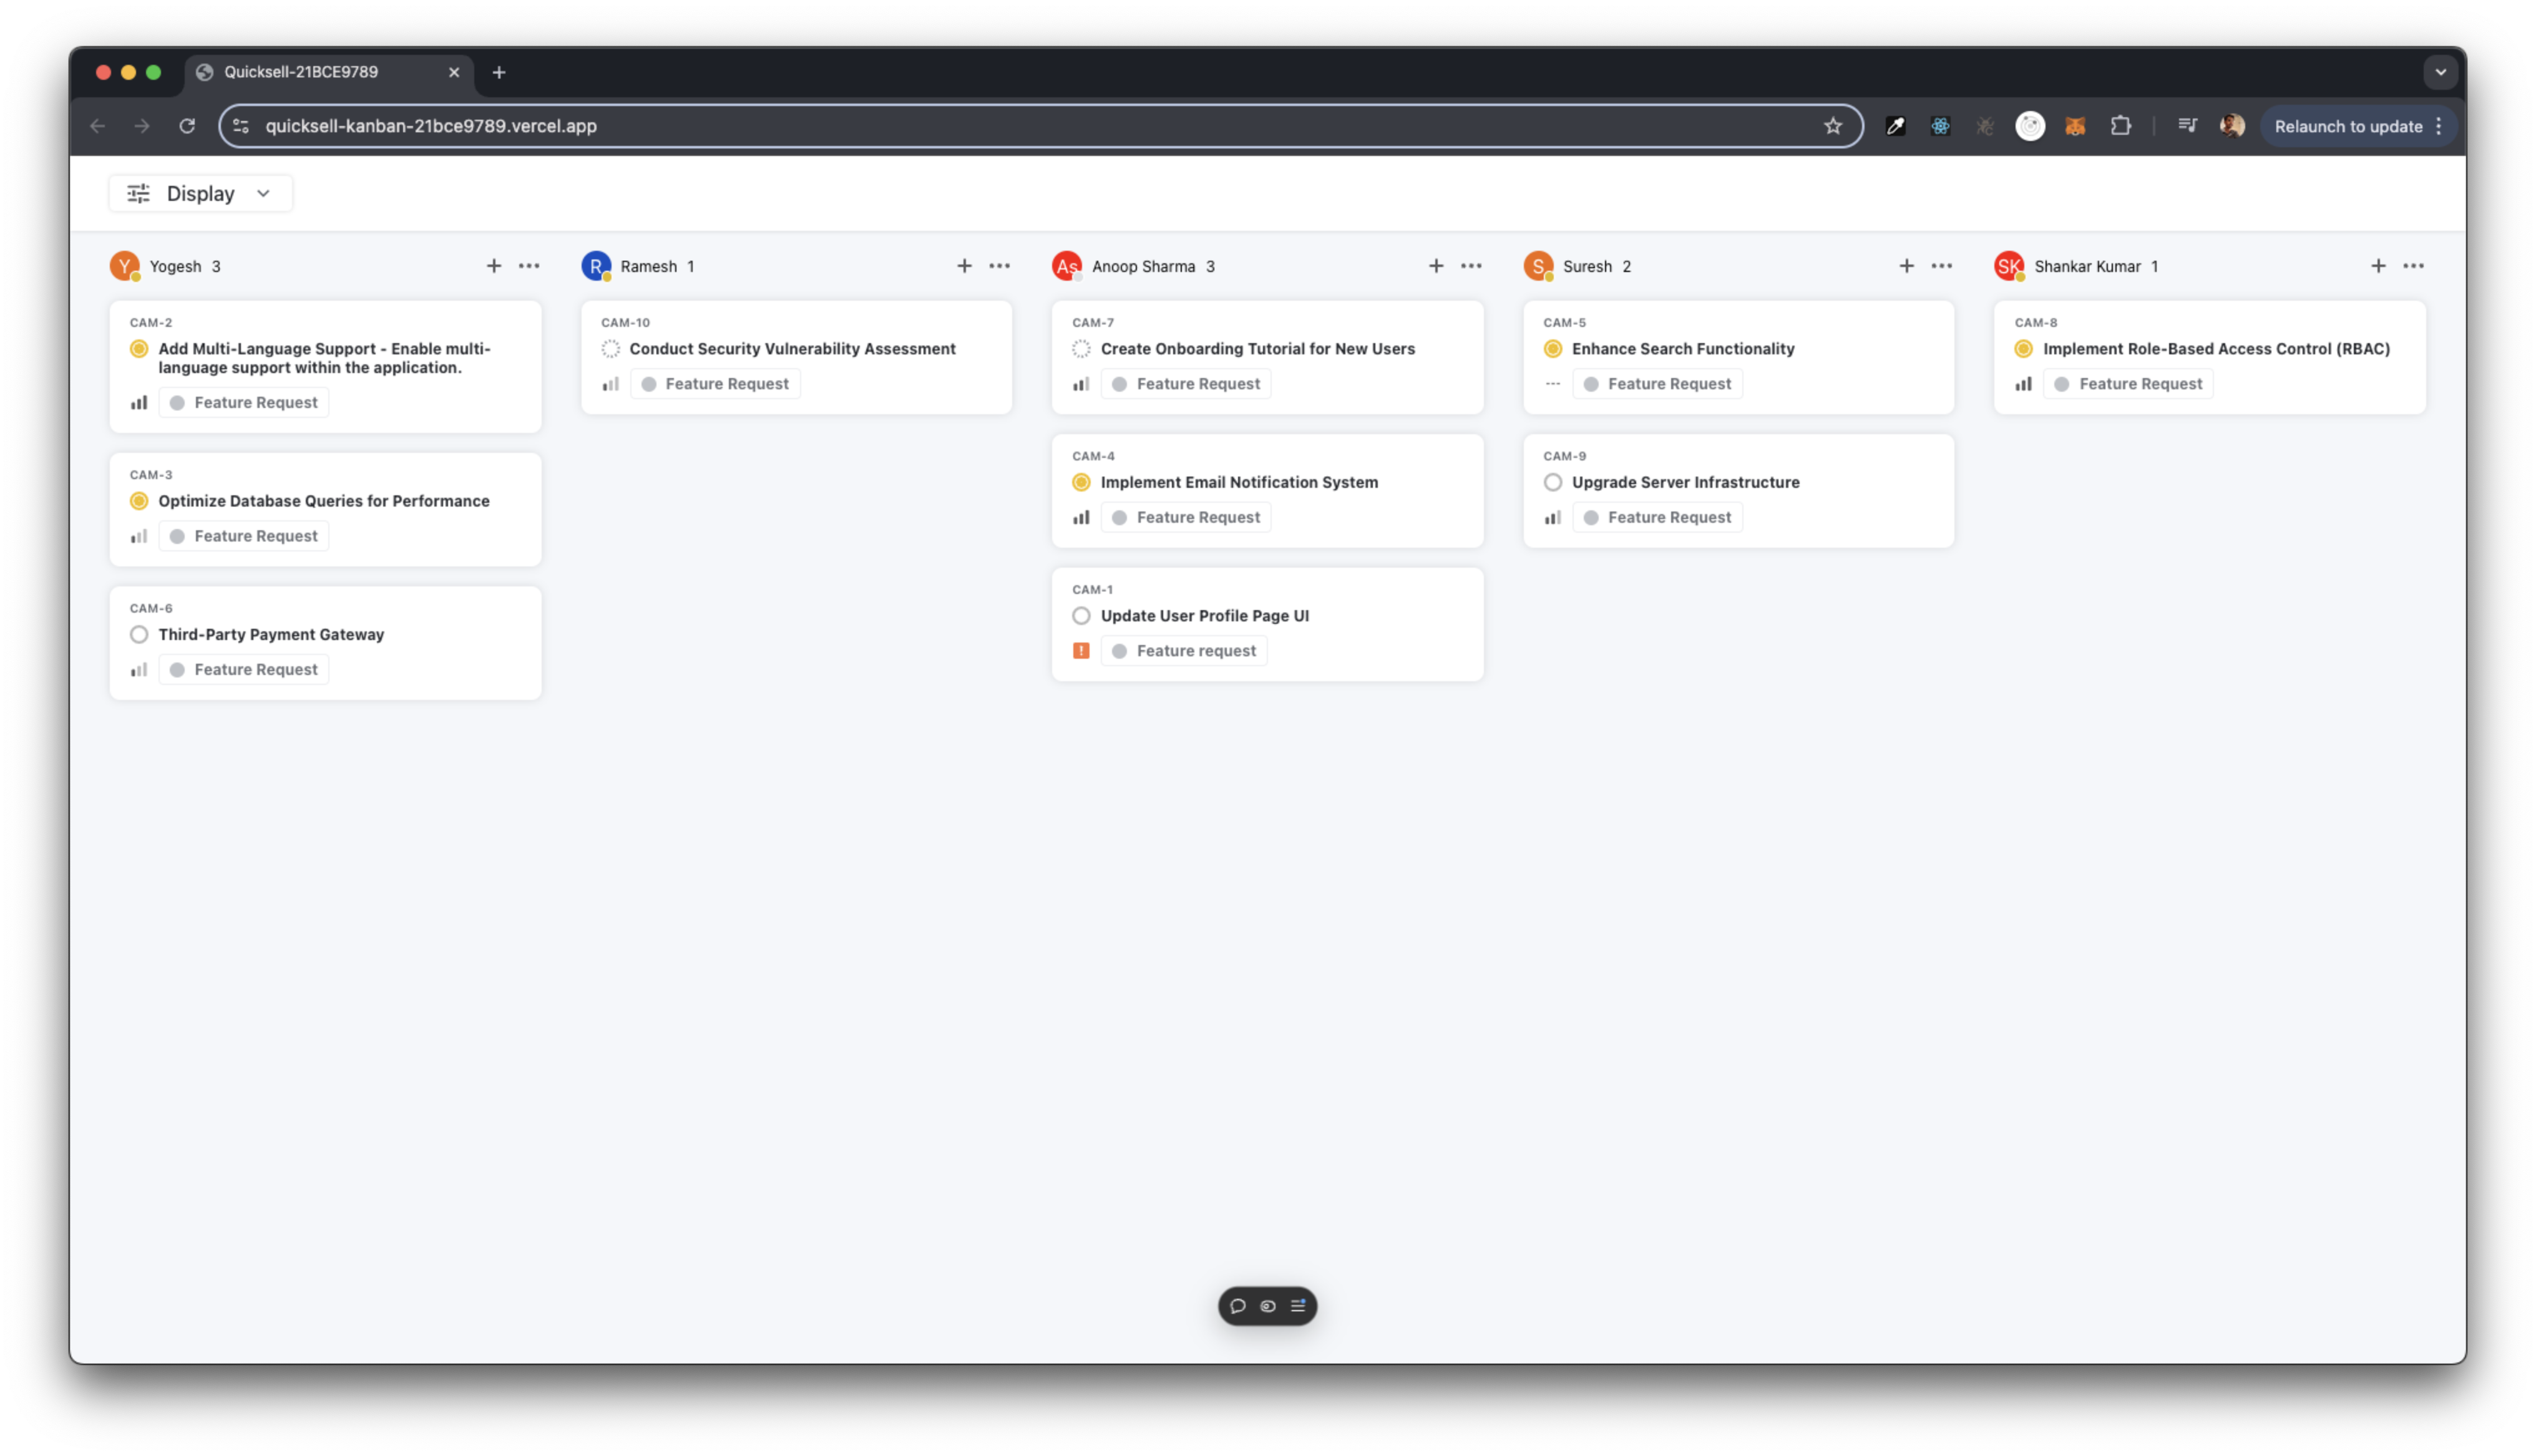 Quicksell-21BCE9789
quicksell-kanban-21bce9789.vercel.app
Relaunch to update
Display
Y Yogesh 3
CAM-2
Add Multi-Language Support - Enable multi-
language support within the application.
Feature Request
CAM-3
Optimize Database Queries for Performance
Feature Request
CAM-6
Third-Party Payment Gateway
Feature Request
R Ramesh 1
CAM-10
Conduct Security Vulnerability Assessment
Feature Request
As Anoop Sharma 3
CAM-7
Create Onboarding Tutorial for New Users
Feature Request
CAM-4
Implement Email Notification System
Feature Request
CAM-1
Update User Profile Page UI
! Feature request
S Suresh 2
CAM-5
Enhance Search Functionality
Feature Request
CAM-9
Upgrade Server Infrastructure
Feature Request
SK Shankar Kumar 1
CAM-8
Implement Role-Based Access Control (RBAC)
Feature Request